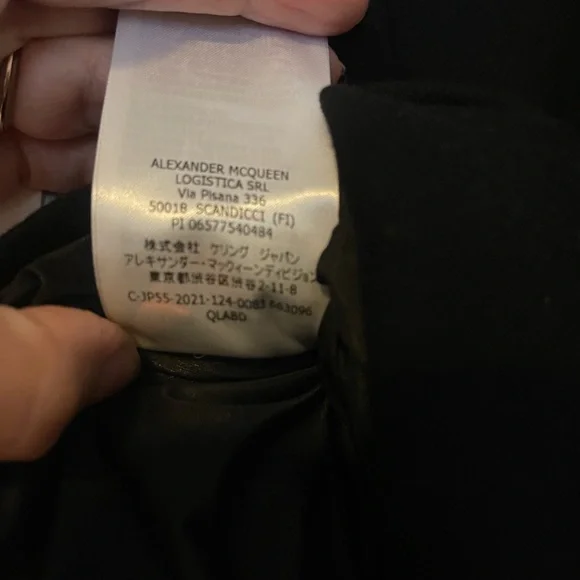 ALEXANDER MCQUEEN
LOGISTICA SRL
Via Pisana 336
50018 SCANDICCI (FI)
PI 06577540484
株式会社 ケリング ジャパン
アレキサンダー・マックィーンディビジョン
東京都渋谷区渋谷2-11-8
QLABD